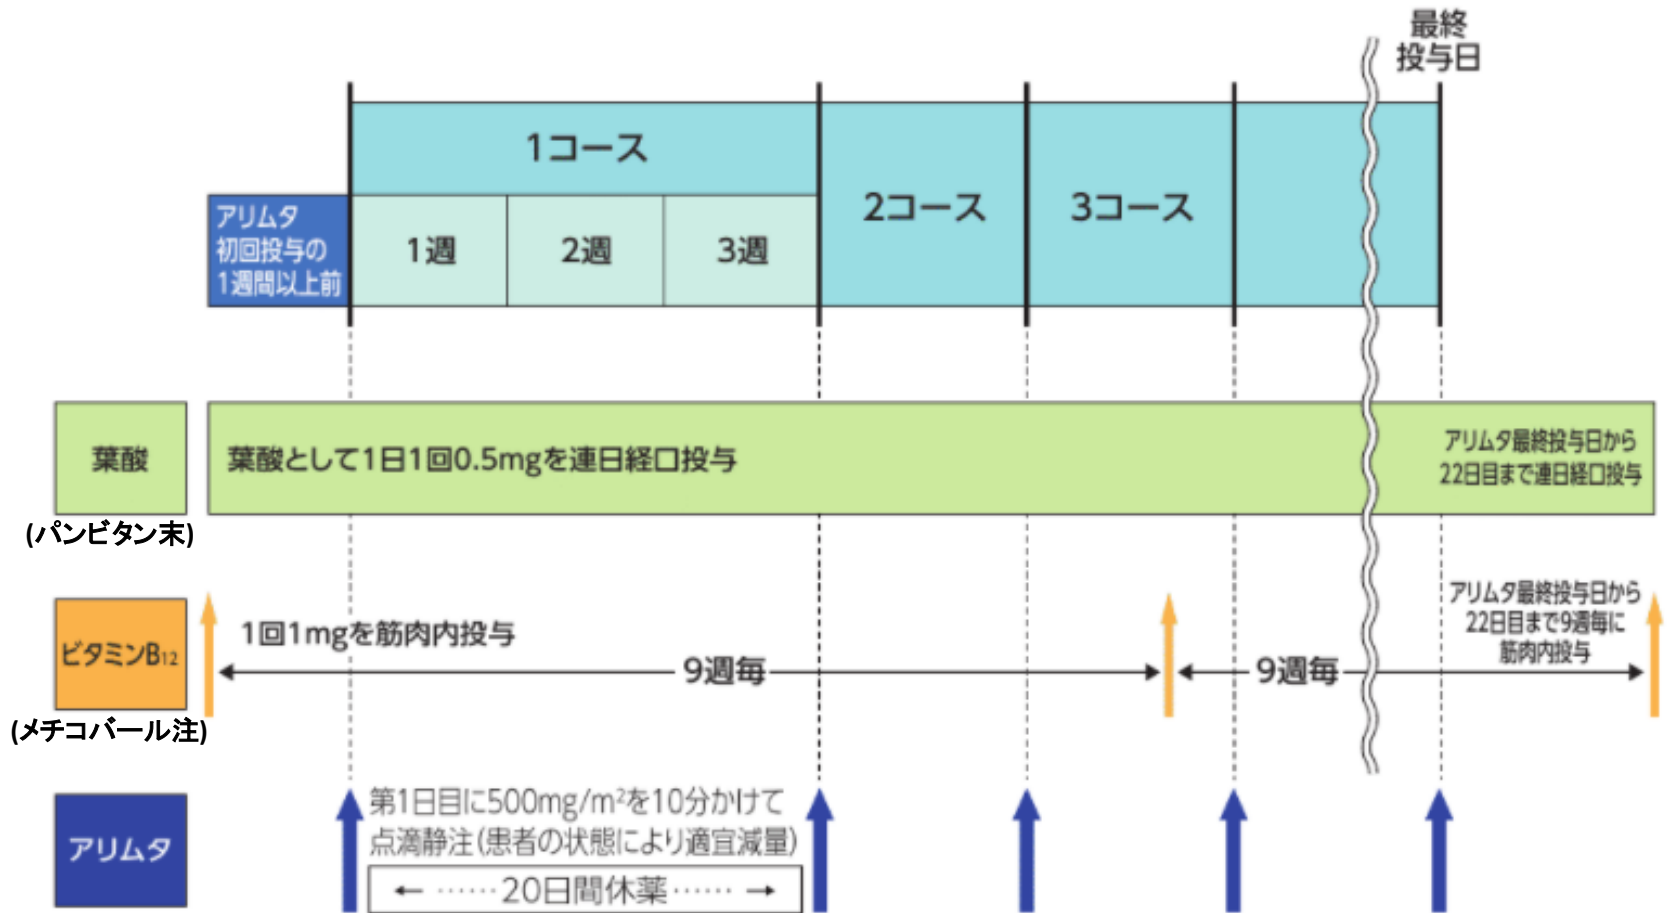 最終
投与日
1コース
2コース
3コース
アリムタ
初回投与の
1週間以上前
1週
2週
3週
葉酸
(パンビタン末)
葉酸として1日1回0.5mgを連日経口投与
アリムタ最終投与日から
22日目まで連日経口投与
ビタミンB₁₂
(メチコバール注)
1回1mgを筋肉内投与
9週毎
9週毎
アリムタ最終投与日から
22日目まで9週毎に
筋肉内投与
アリムタ
第1日目に500mg/m²を10分かけて
点滴静注(患者の状態により適宜減量)
← ……20日間休薬…… →